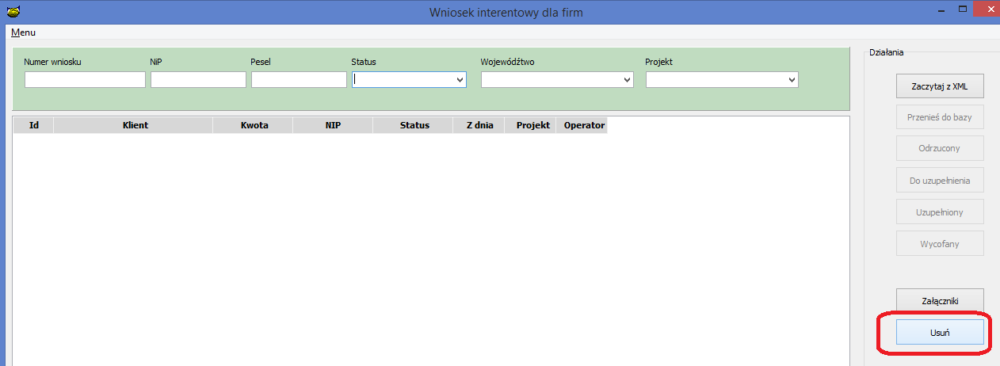 Wniosek interentowy dla firm
Menu
Numer wniosku NiP Pesel Status Województwo Projekt
Działania
Zaczytaj z XML
Przenieś do bazy
Odrzucony
Do uzupełnienia
Uzupełniony
Wycofany
Załączniki
Usuń
Id Klient Kwota NIP Status Z dnia Projekt Operator